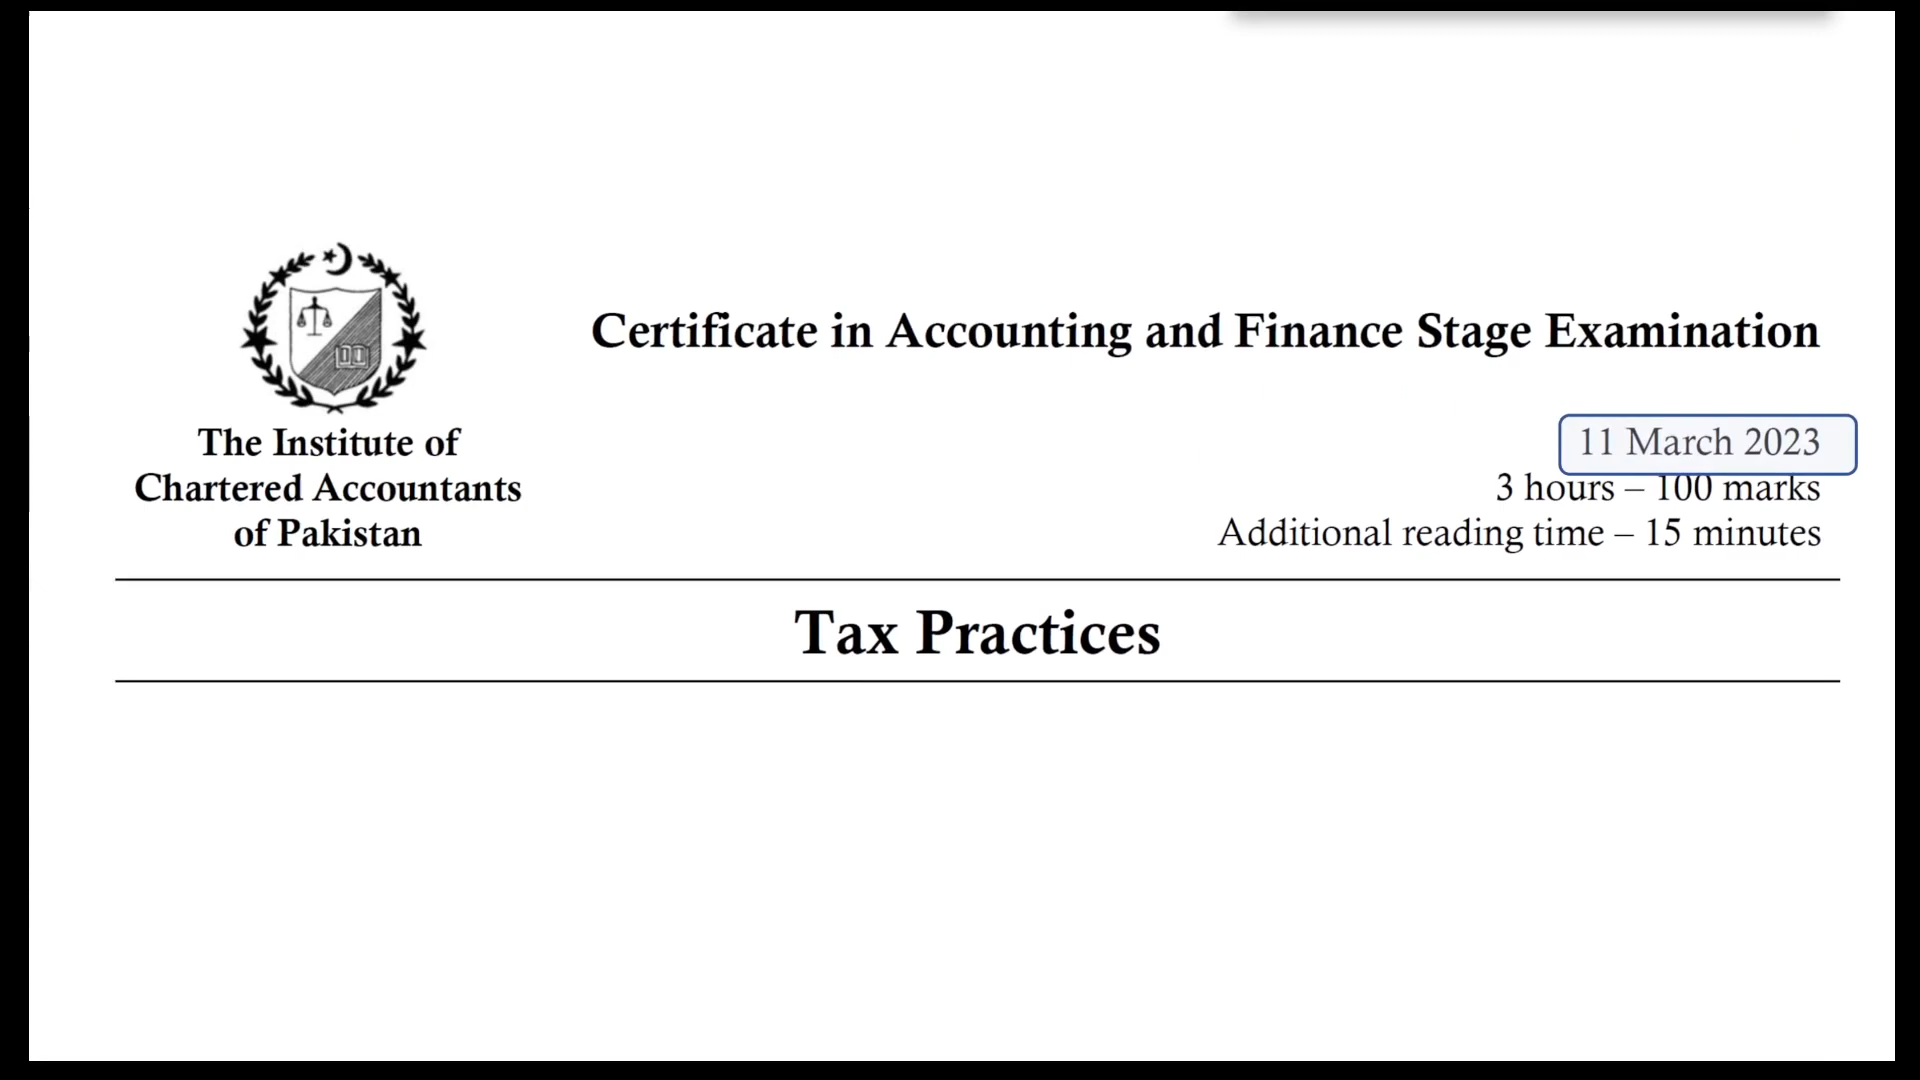 Certificate in Accounting and Finance Stage Examination
The Institute of
Chartered Accountants
of Pakistan
11 March 2023
3 hours – 100 marks
Additional reading time – 15 minutes
Tax Practices